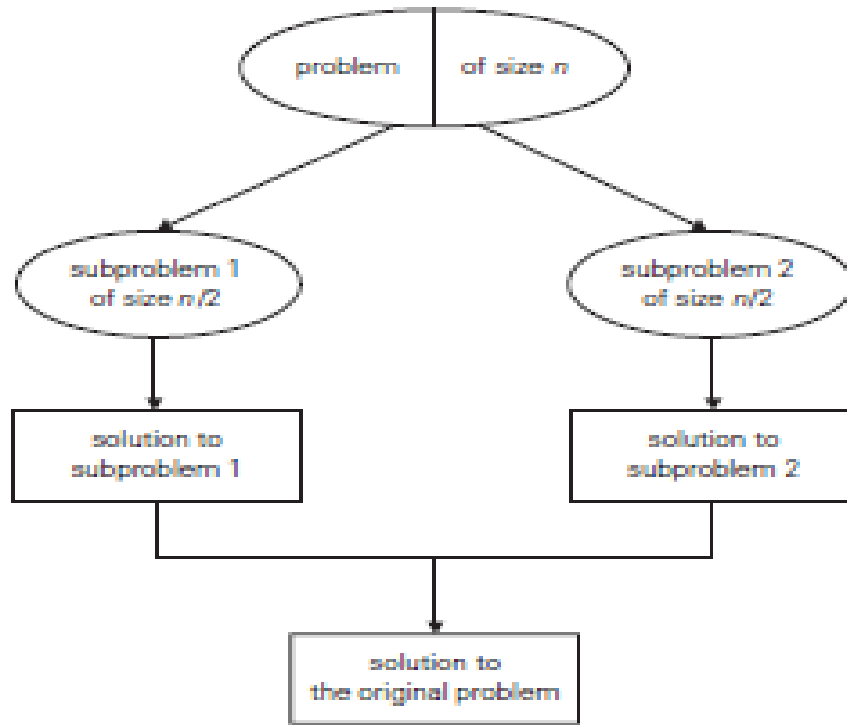 problem of size n
subproblem 1
of size n/2
subproblem 2
of size n/2
solution to
subproblem 1
solution to
subproblem 2
solution to
the original problem